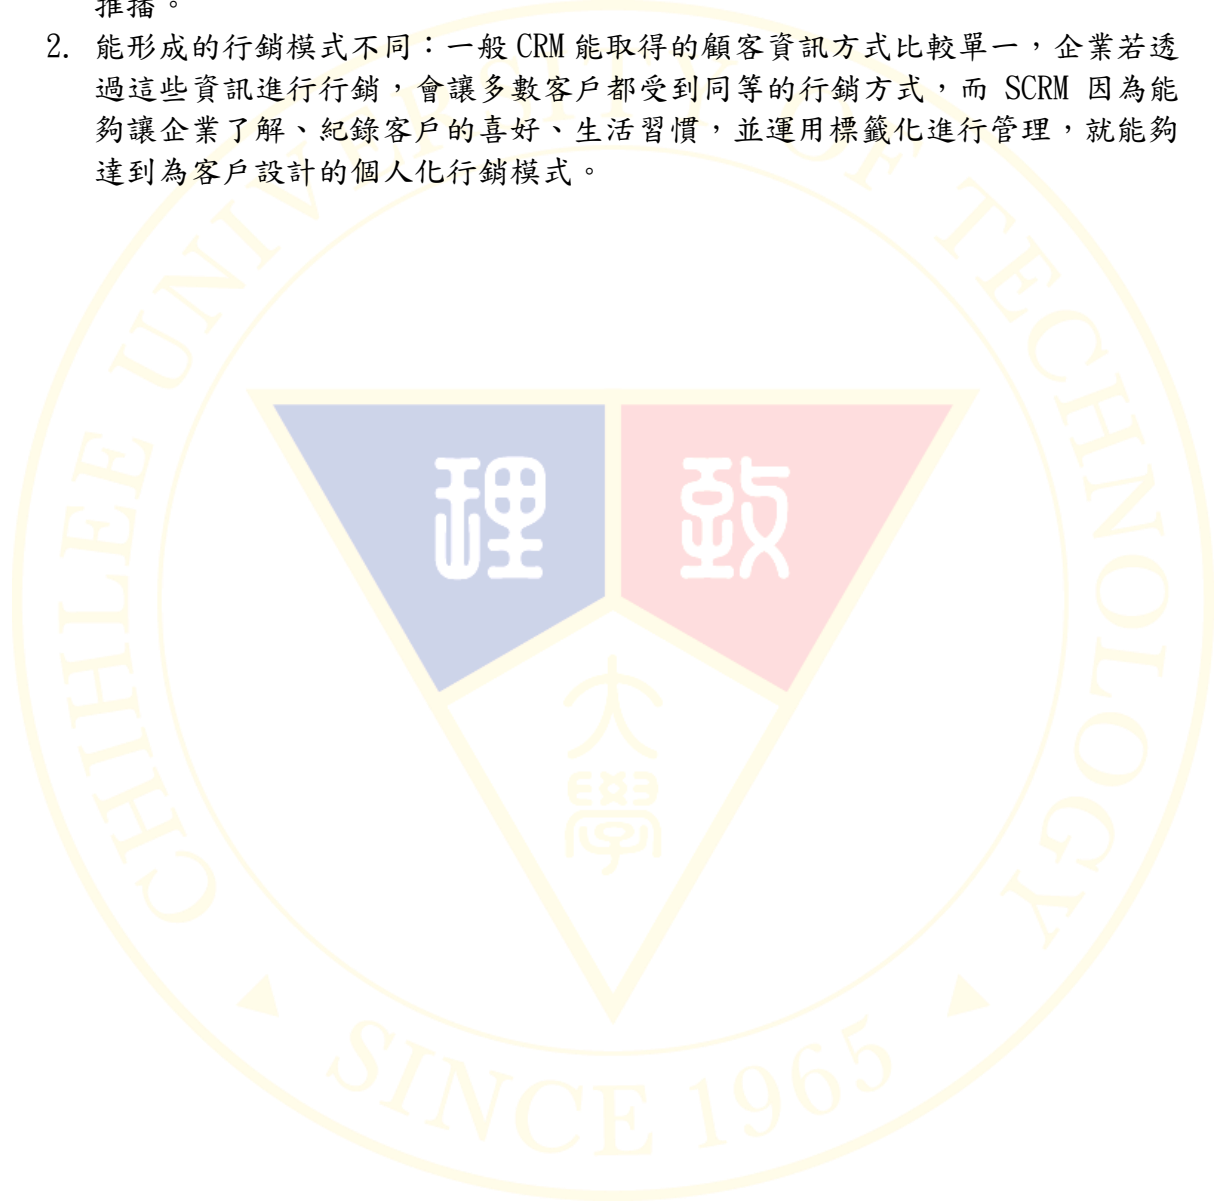 推播。
2. 能形成的行銷模式不同：一般 CRM 能取得的顧客資訊方式比較單一，企業若透
過這些資訊進行行銷，會讓多數客戶都受到同等的行銷方式，而 SCRM 因為能
夠讓企業了解、紀錄客戶的喜好、生活習慣，並運用標籤化進行管理，就能夠
達到為客戶設計的個人化行銷模式。
CHIHLEE UNIVERSITY OF TECHNOLOGY
理 致
大
學
SINCE 1965